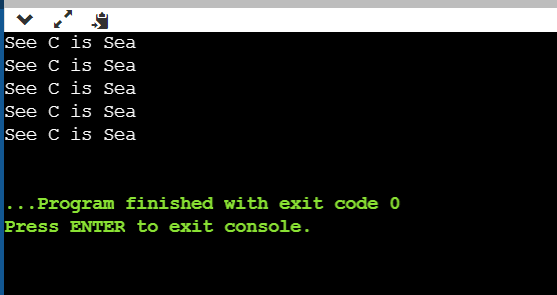 See C is Sea
See C is Sea
See C is Sea
See C is Sea
See C is Sea
...Program finished with exit code 0
Press ENTER to exit console.